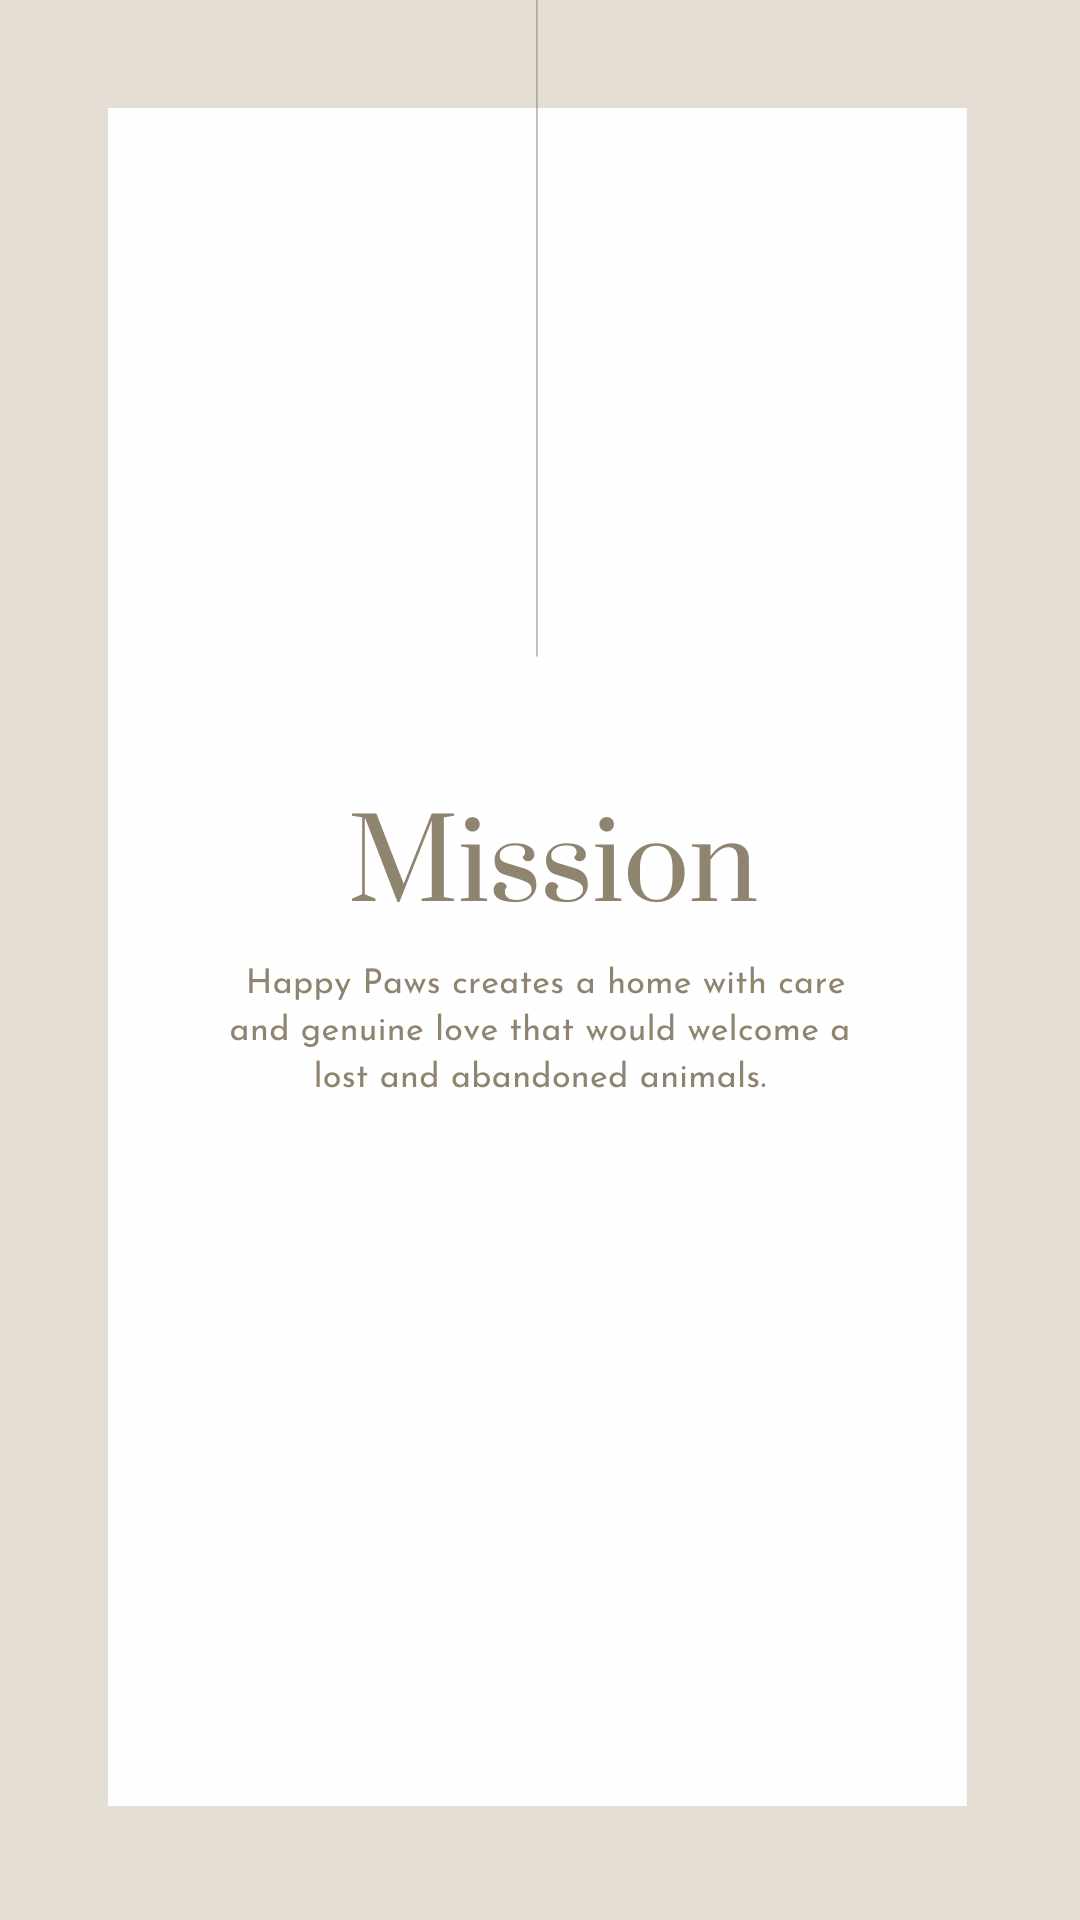 Mission
Happy Paws creates a home with care
and genuine love that would welcome a
lost and abandoned animals.